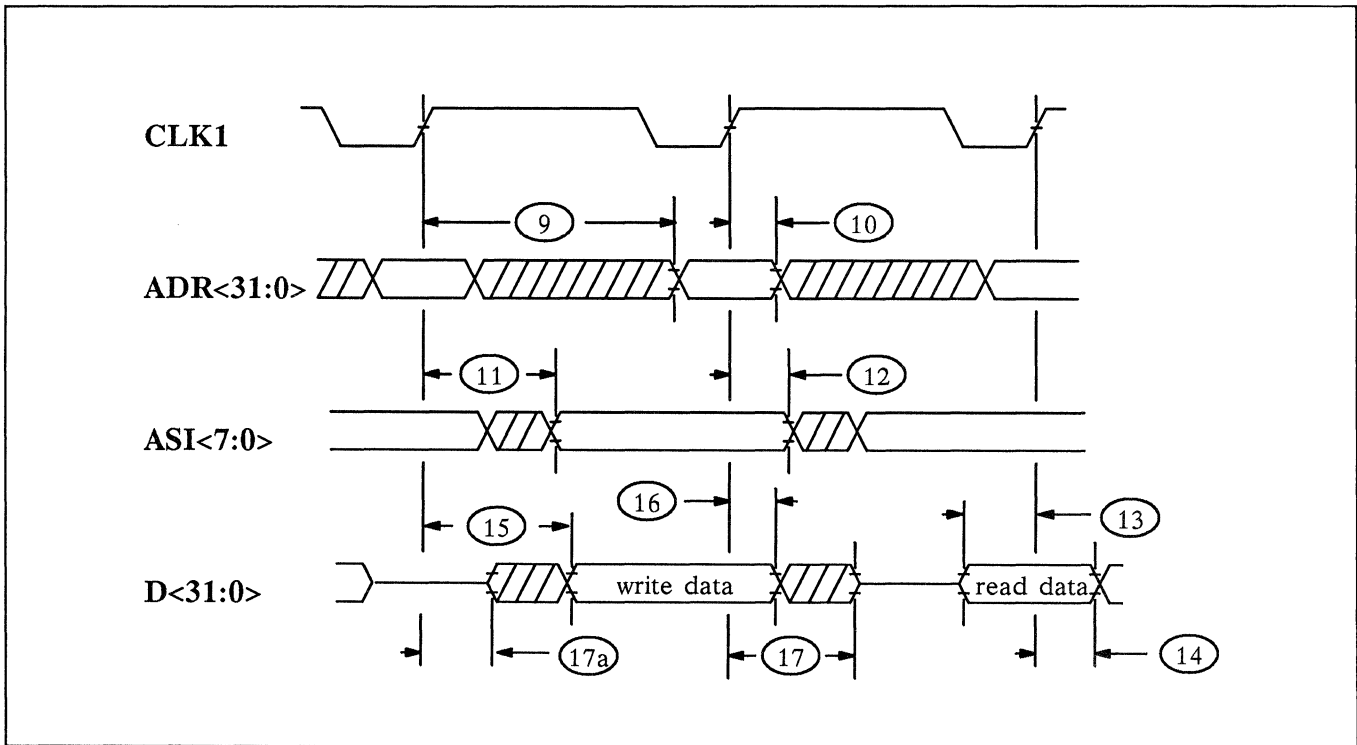 CLK1
9
10
ADR<31:0>
11
12
ASI<7:0>
16
15
13
D<31:0>
write data
read data
17a
17
14